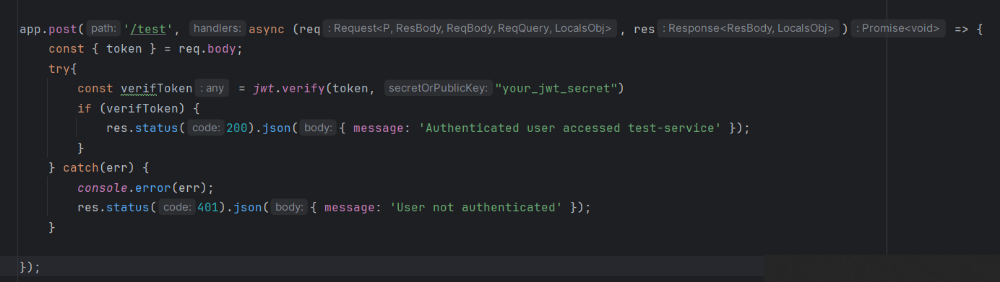 app.post( path: '/test', handlers: async (req : Request<P, ResBody, ReqBody, ReqQuery, LocalsObj> , res : Response<ResBody, LocalsObj> ) : Promise<void> => {
const { token } = req.body;
try{
const verifToken : any = jwt.verify(token, secretOrPublicKey: "your_jwt_secret")
if (verifToken) {
res.status( code: 200).json( body: { message: 'Authenticated user accessed test-service' });
}
} catch(err) {
console.error(err);
res.status( code: 401).json( body: { message: 'User not authenticated' });
}
});